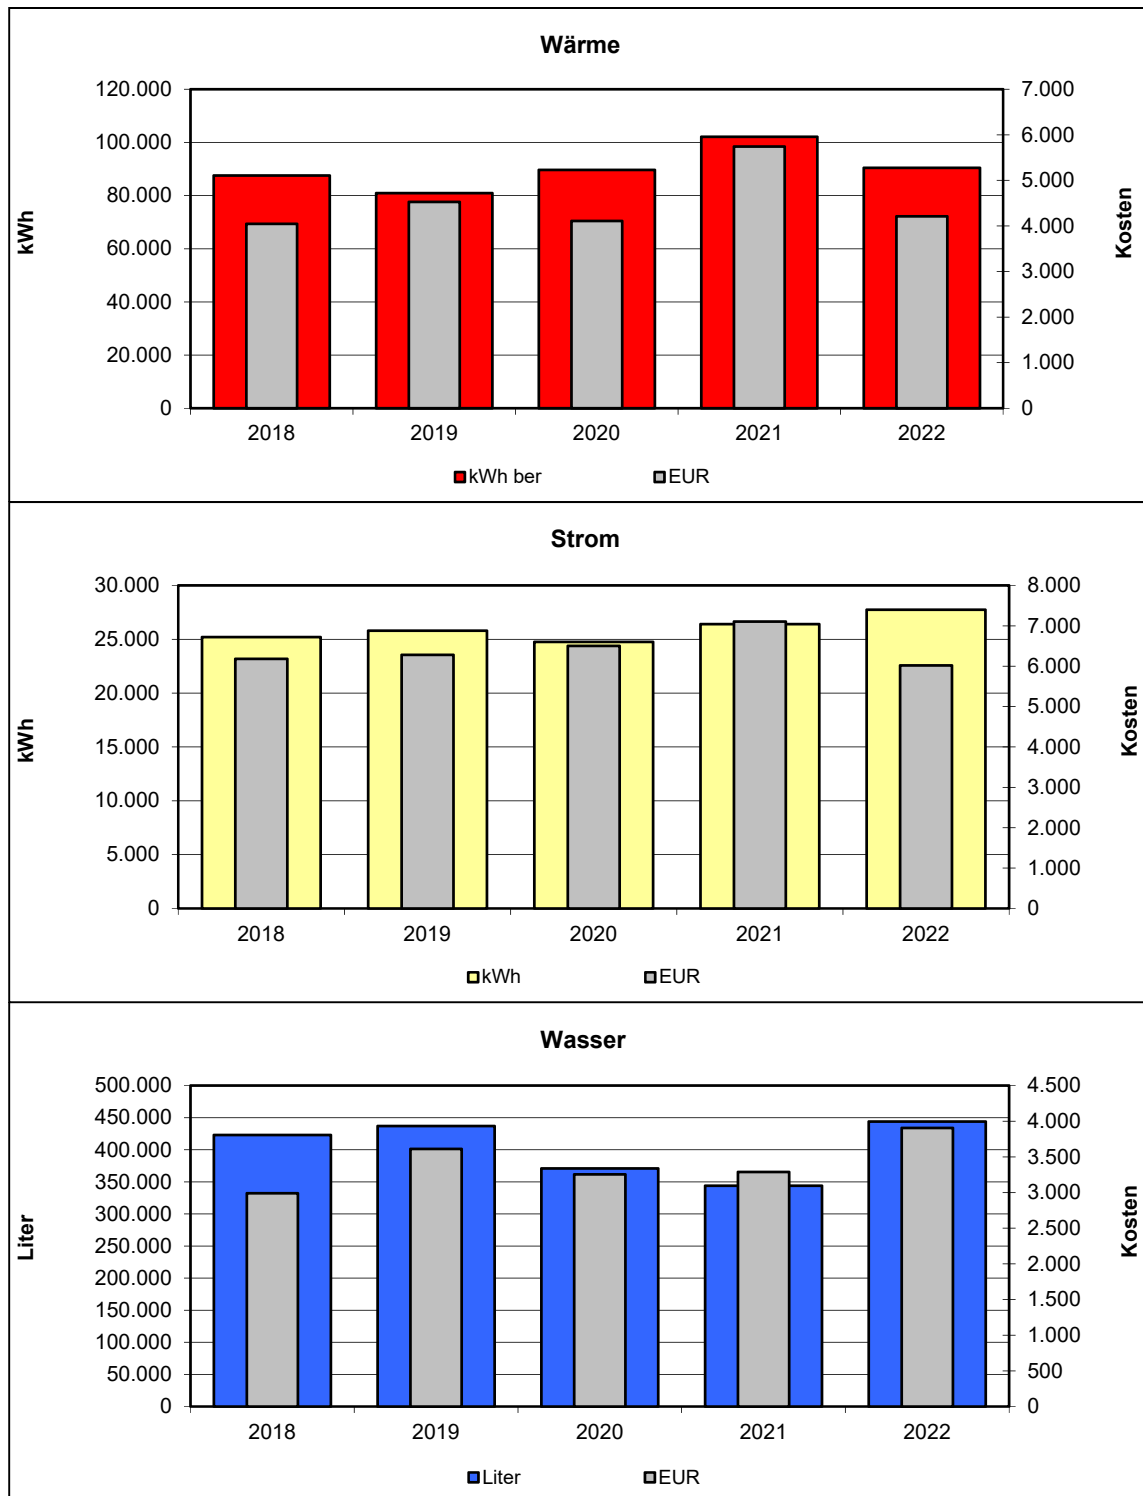 Wärme
120.000 7.000
100.000 6.000
80.000 5.000
60.000 4.000
40.000 3.000
20.000 2.000
0 1.000
0
kWh
Kosten
2018 2019 2020 2021 2022
kWh ber EUR
Strom
30.000 8.000
25.000 7.000
20.000 6.000
15.000 5.000
10.000 4.000
5.000 3.000
0 2.000
1.000
0
kWh
Kosten
2018 2019 2020 2021 2022
kWh EUR
Wasser
500.000 4.500
450.000 4.000
400.000 3.500
350.000 3.000
300.000 2.500
250.000 2.000
200.000 1.500
150.000 1.000
100.000 500
50.000 0
0
Liter
Kosten
2018 2019 2020 2021 2022
Liter EUR